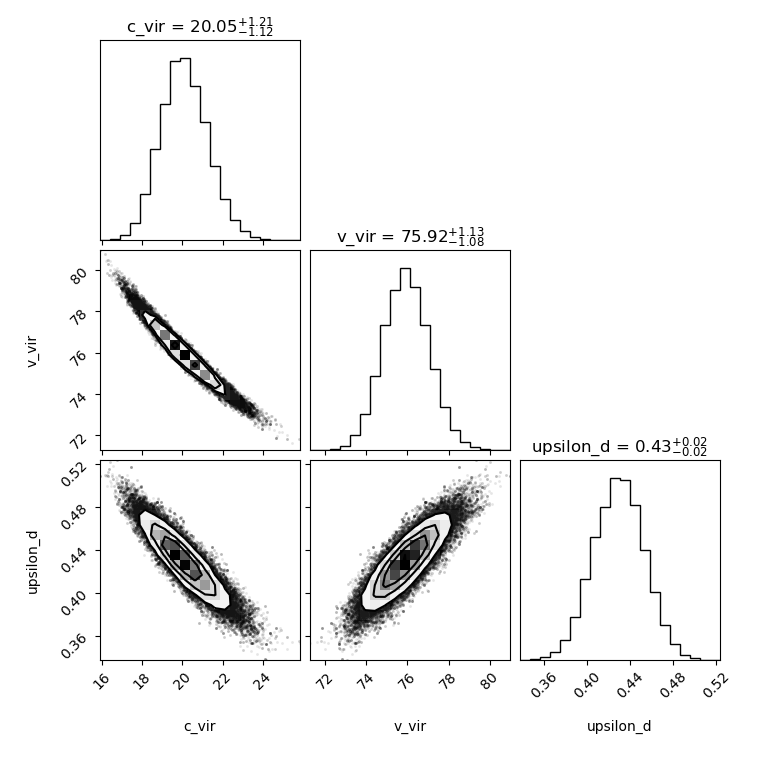 c_vir = 20.05+1.21−1.12
v_vir = 75.92+1.13−1.08
upsilon_d = 0.43+0.02−0.02
v_vir
80
78
76
74
72
upsilon_d
0.52
0.48
0.44
0.40
0.36
16 18 20 22 24
72 74 76 78 80
0.36 0.40 0.44 0.48 0.52
c_vir
v_vir
upsilon_d